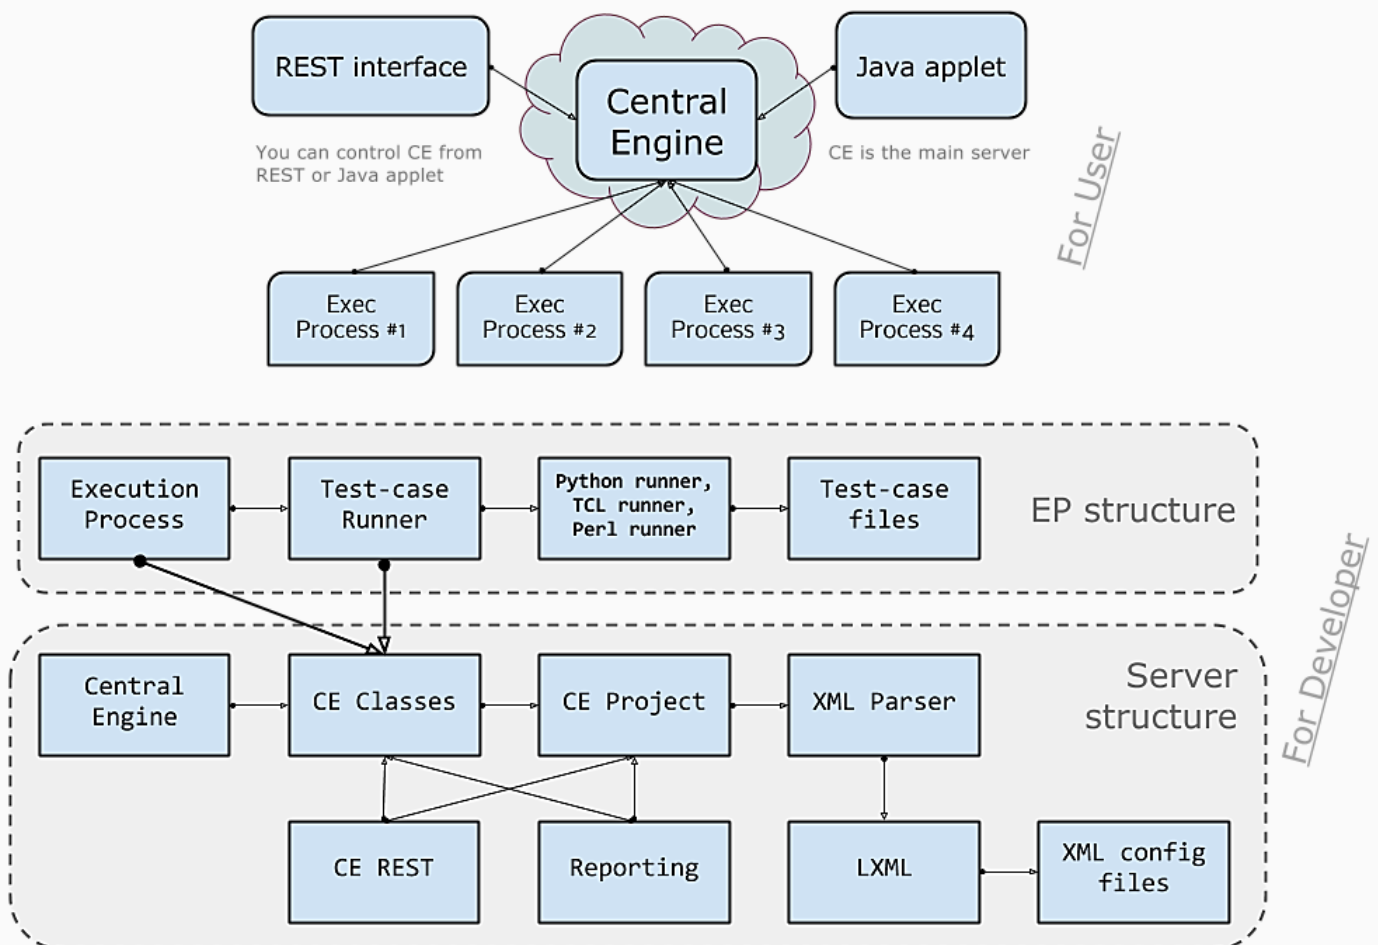 REST interface
Central
Engine
Java applet
You can control CE from
REST or Java applet
CE is the main server
For User
Exec
Process #1
Exec
Process #2
Exec
Process #3
Exec
Process #4
Execution
Process
Test-case
Runner
Python runner,
TCL runner,
Perl runner
Test-case
files
EP structure
For Developer
Central
Engine
CE Classes
CE Project
XML Parser
Server
structure
CE REST
Reporting
LXML
XML config
files